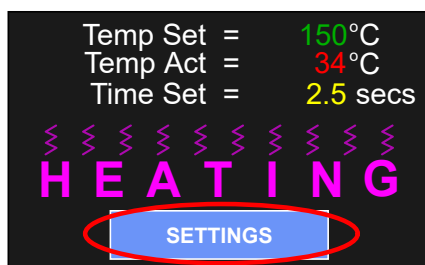 Temp Set = 150°C
Temp Act = 34°C
Time Set = 2.5 secs
HEATING
SETTINGS